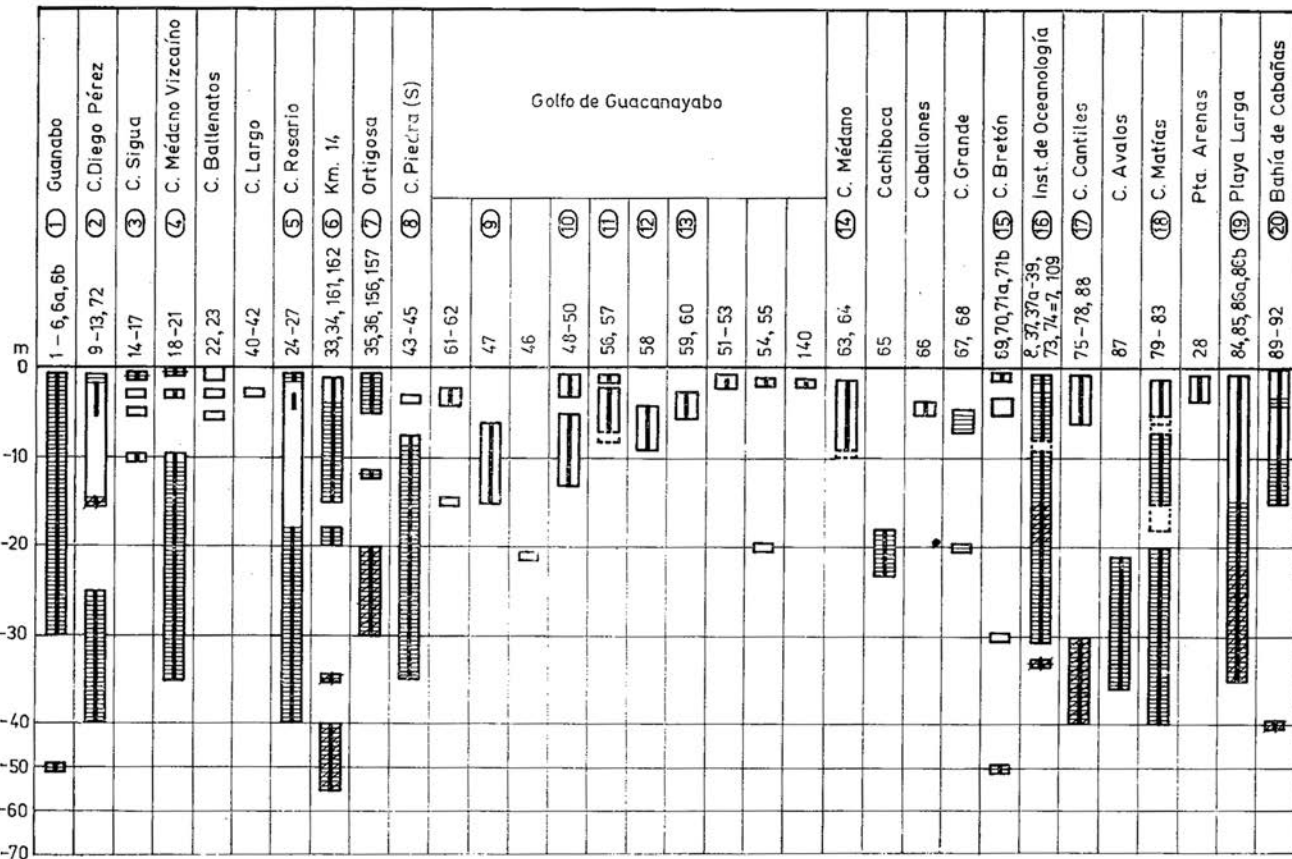 ① Guanabo
② C.Diego Pérez
③ C. Sigua
④ C. Médano Vizcaíno
C. Ballenatos
C. Largo
⑤ C. Rosario
⑥ Km. 14
⑦ Ortigosa
⑧ C. Piedra (S)
Golfo de Guacanayabo
⑨
⑩
⑪
⑫
⑬
⑭ C. Médano
Cachiboca
Caballones
C. Grande
⑮ C. Bretón
⑯ Inst. de Oceanología
⑰ C. Cantiles
C. Avalos
⑱ C. Matías
Pta. Arenas
⑲ Playa Larga
⑳ Bahía de Cabañas
1-6, 6a, 6b
9-13, 72
14-17
18-21
22, 23
40-42
24-27
33, 34, 161, 162
35, 36, 156, 157
43-45
61-62
47
46
48-50
56, 57
58
59, 60
51-53
54, 55
140
63, 64
65
66
67, 68
69, 70, 71a, 71b
8, 37, 37a-39,
73, 74=7, 109
75-78, 88
87
79-83
28
84, 85, 86a, 86b
89-92
m
0
-10
-20
-30
-40
-50
-60
-70